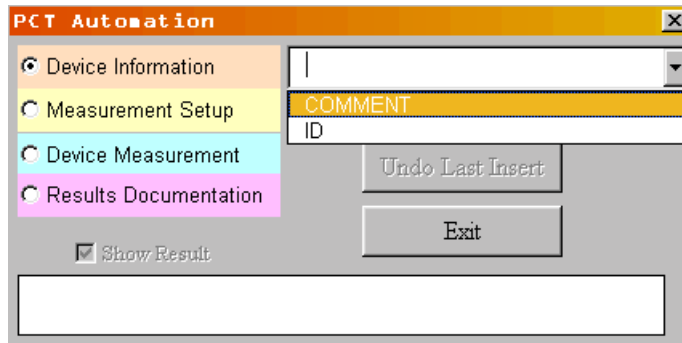 PCT Automation
Device Information
COMMENT
Measurement Setup
ID
Device Measurement
Undo Last Insert
Results Documentation
Exit
Show Result